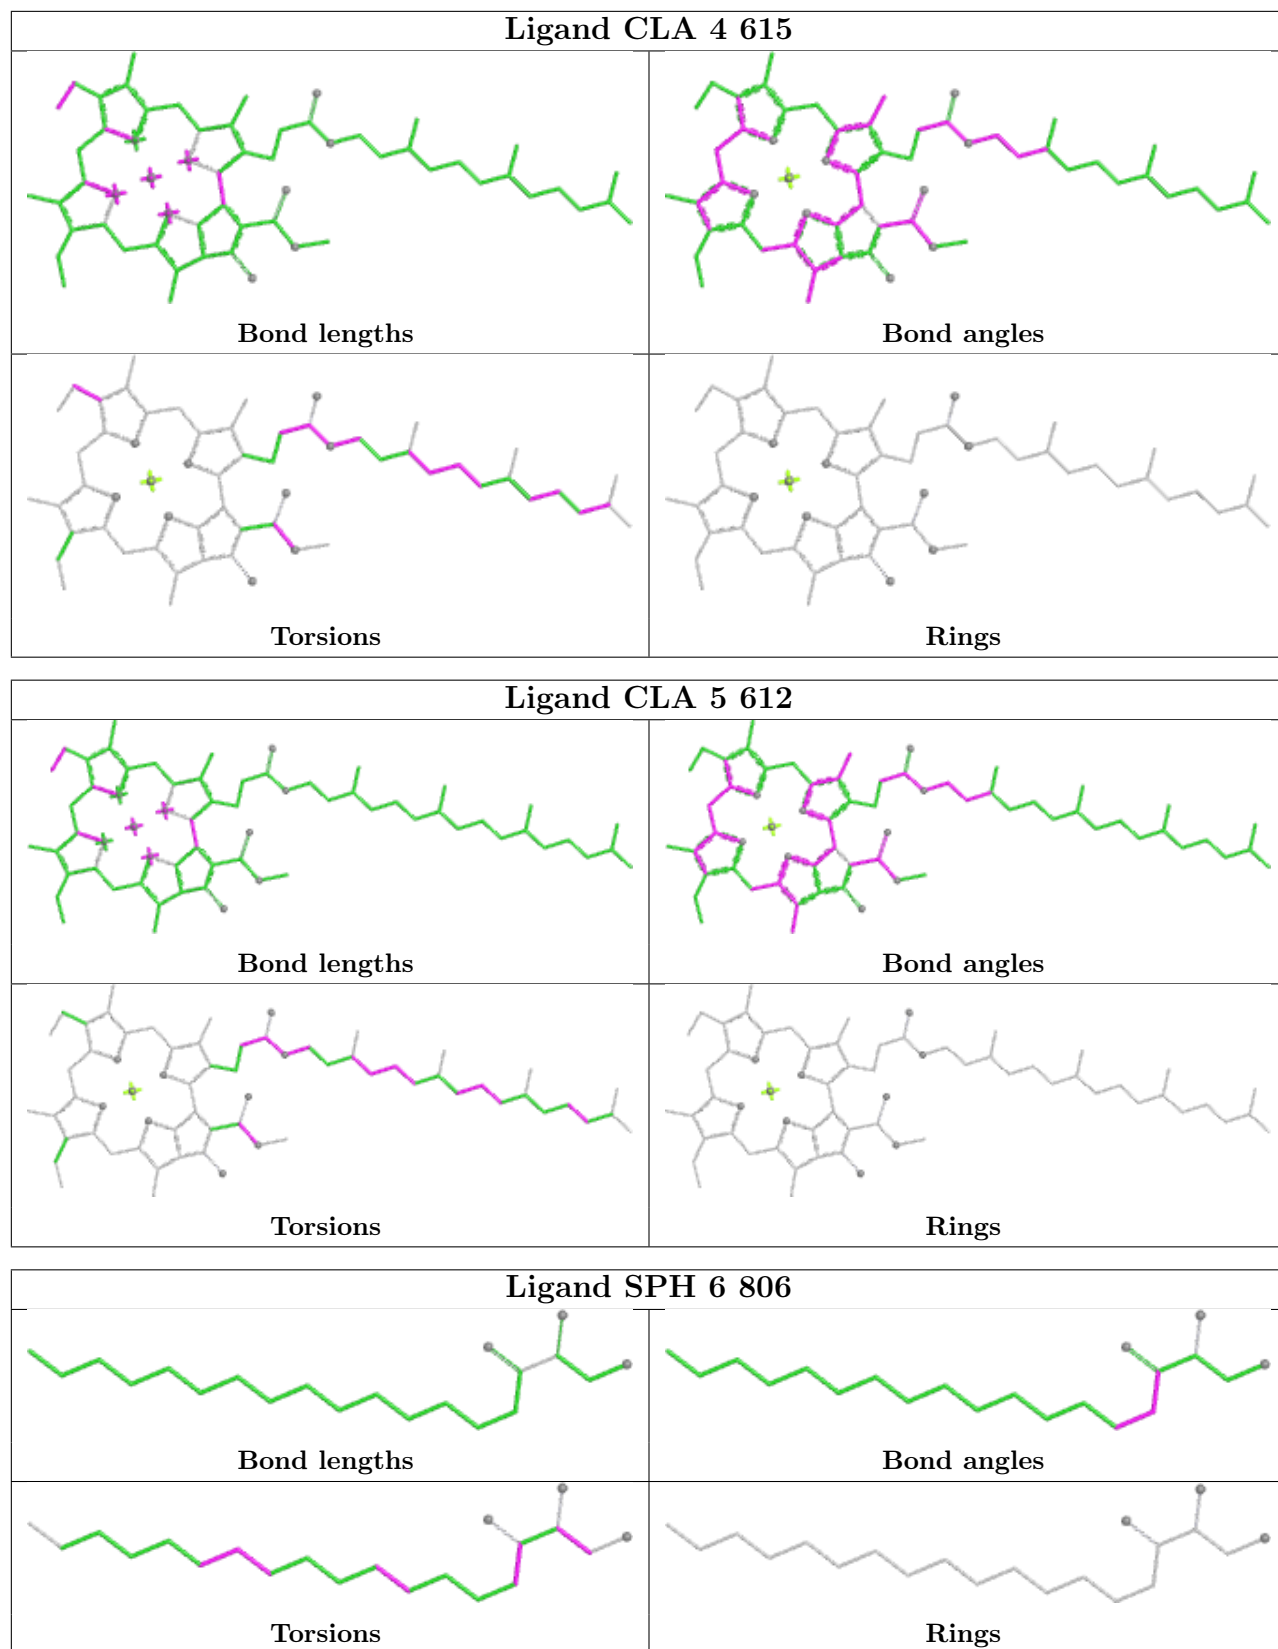 Ligand CLA 4 615
Bond lengths
Bond angles
Torsions
Rings
Ligand CLA 5 612
Bond lengths
Bond angles
Torsions
Rings
Ligand SPH 6 806
Bond lengths
Bond angles
Torsions
Rings